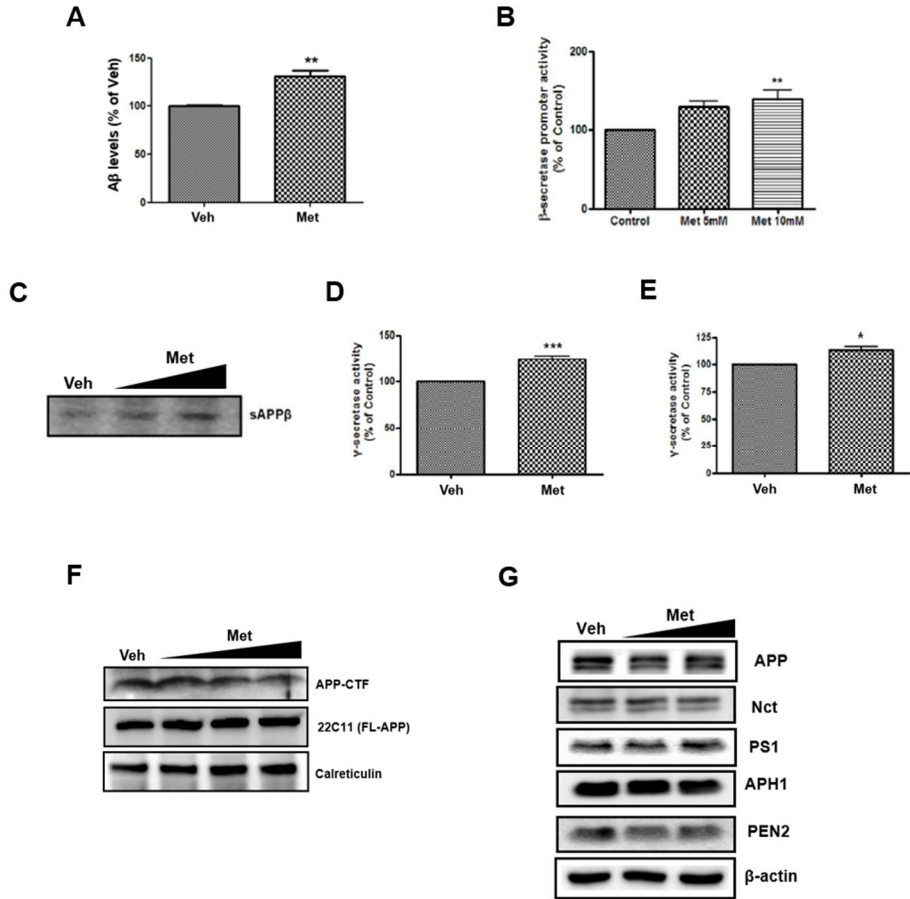 A
Aβ levels (% of Veh)
150
100
50
0
**
Veh
Met
B
β-secretase promoter activity
(% of Control)
200
100
0
**
Control
Met 5mM
Met 10mM
C
Veh
Met
sAPPβ
D
γ-secretase activity
(% of Control)
150
100
50
0
***
Veh
Met
E
γ-secretase activity
(% of Control)
125
100
75
50
25
0
*
Veh
Met
F
Veh
Met
APP-CTF
22C11 (FL-APP)
Calreticulin
G
Veh
Met
APP
Nct
PS1
APH1
PEN2
β-actin